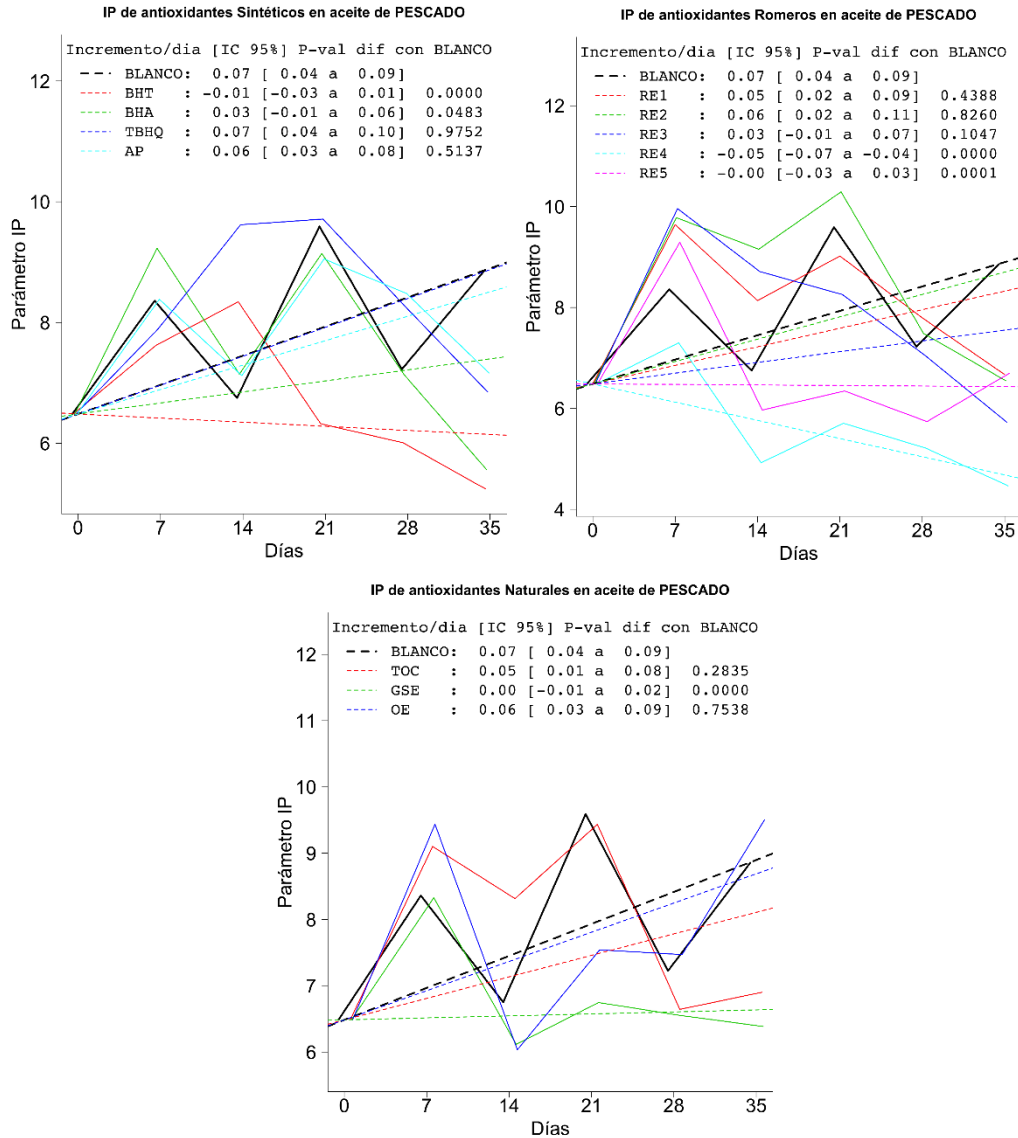 IP de antioxidantes Sintéticos en aceite de PESCADO
Incremento/dia [IC 95%] P-val dif con BLANCO
BLANCO: 0.07 [ 0.04 a 0.09]
BHT : -0.01 [-0.03 a 0.01] 0.0000
BHA : 0.03 [-0.01 a 0.06] 0.0483
TBHQ : 0.07 [ 0.04 a 0.10] 0.9752
AP : 0.06 [ 0.03 a 0.08] 0.5137
12
10
8
6
Parámetro IP
0 7 14 21 28 35
Días
IP de antioxidantes Romeros en aceite de PESCADO
Incremento/dia [IC 95%] P-val dif con BLANCO
BLANCO: 0.07 [ 0.04 a 0.09]
RE1 : 0.05 [ 0.02 a 0.09] 0.4388
RE2 : 0.06 [ 0.02 a 0.11] 0.8260
RE3 : 0.03 [-0.01 a 0.07] 0.1047
RE4 : -0.05 [-0.07 a -0.04] 0.0000
RE5 : -0.00 [-0.03 a 0.03] 0.0001
12
10
8
6
4
Parámetro IP
0 7 14 21 28 35
Días
IP de antioxidantes Naturales en aceite de PESCADO
Incremento/dia [IC 95%] P-val dif con BLANCO
BLANCO: 0.07 [ 0.04 a 0.09]
TOC : 0.05 [ 0.01 a 0.08] 0.2835
GSE : 0.00 [-0.01 a 0.02] 0.0000
OE : 0.06 [ 0.03 a 0.09] 0.7538
12
11
10
9
8
7
6
Parámetro IP
0 7 14 21 28 35
Días